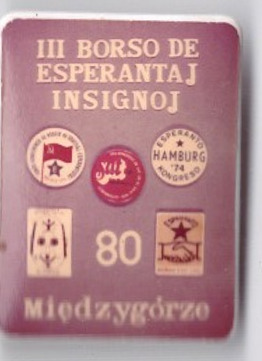 III BORSO DE
ESPERANTAJ
INSIGNOJ
ESPERANTO
HAMBURG
'74
KONGRESO
80
Międzygórze